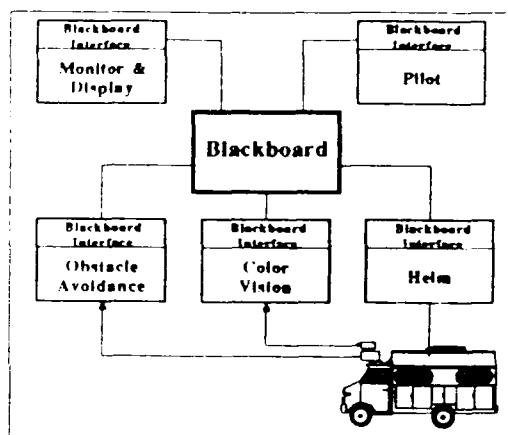 Blackboard
Interface
Monitor &
Display
Blackboard
Interface
Pilot
Blackboard
Blackboard
Interface
Obstacle
Avoidance
Blackboard
Interface
Color
Vision
Blackboard
Interface
Helm